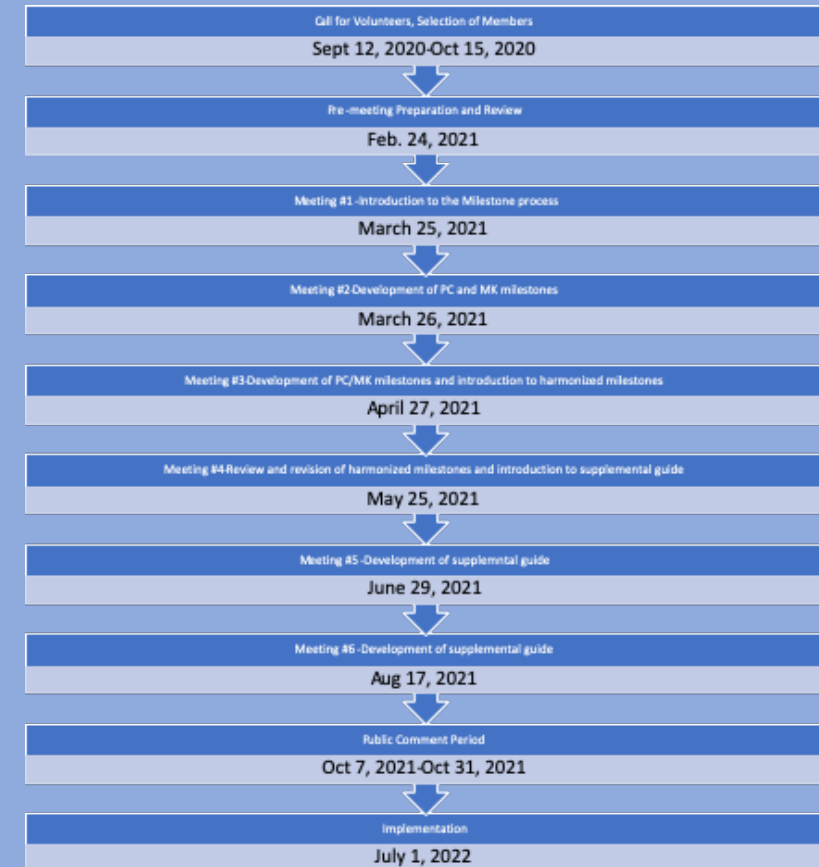 Call for Volunteers, Selection of Members
Sept 12, 2020-Oct 15, 2020
Pre-meeting Preparation and Review
Feb. 24, 2021
Meeting #1-Introduction to the Milestone process
March 25, 2021
Meeting #2-Development of PC and MK milestones
March 26, 2021
Meeting #3-Development of PC/MK milestones and introduction to harmonized milestones
April 27, 2021
Meeting #4-Review and revision of harmonized milestones and introduction to supplemental guide
May 25, 2021
Meeting #5-Development of supplemntal guide
June 29, 2021
Meeting #6-Development of supplemental guide
Aug 17, 2021
Public Comment Period
Oct 7, 2021-Oct 31, 2021
Implementation
July 1, 2022